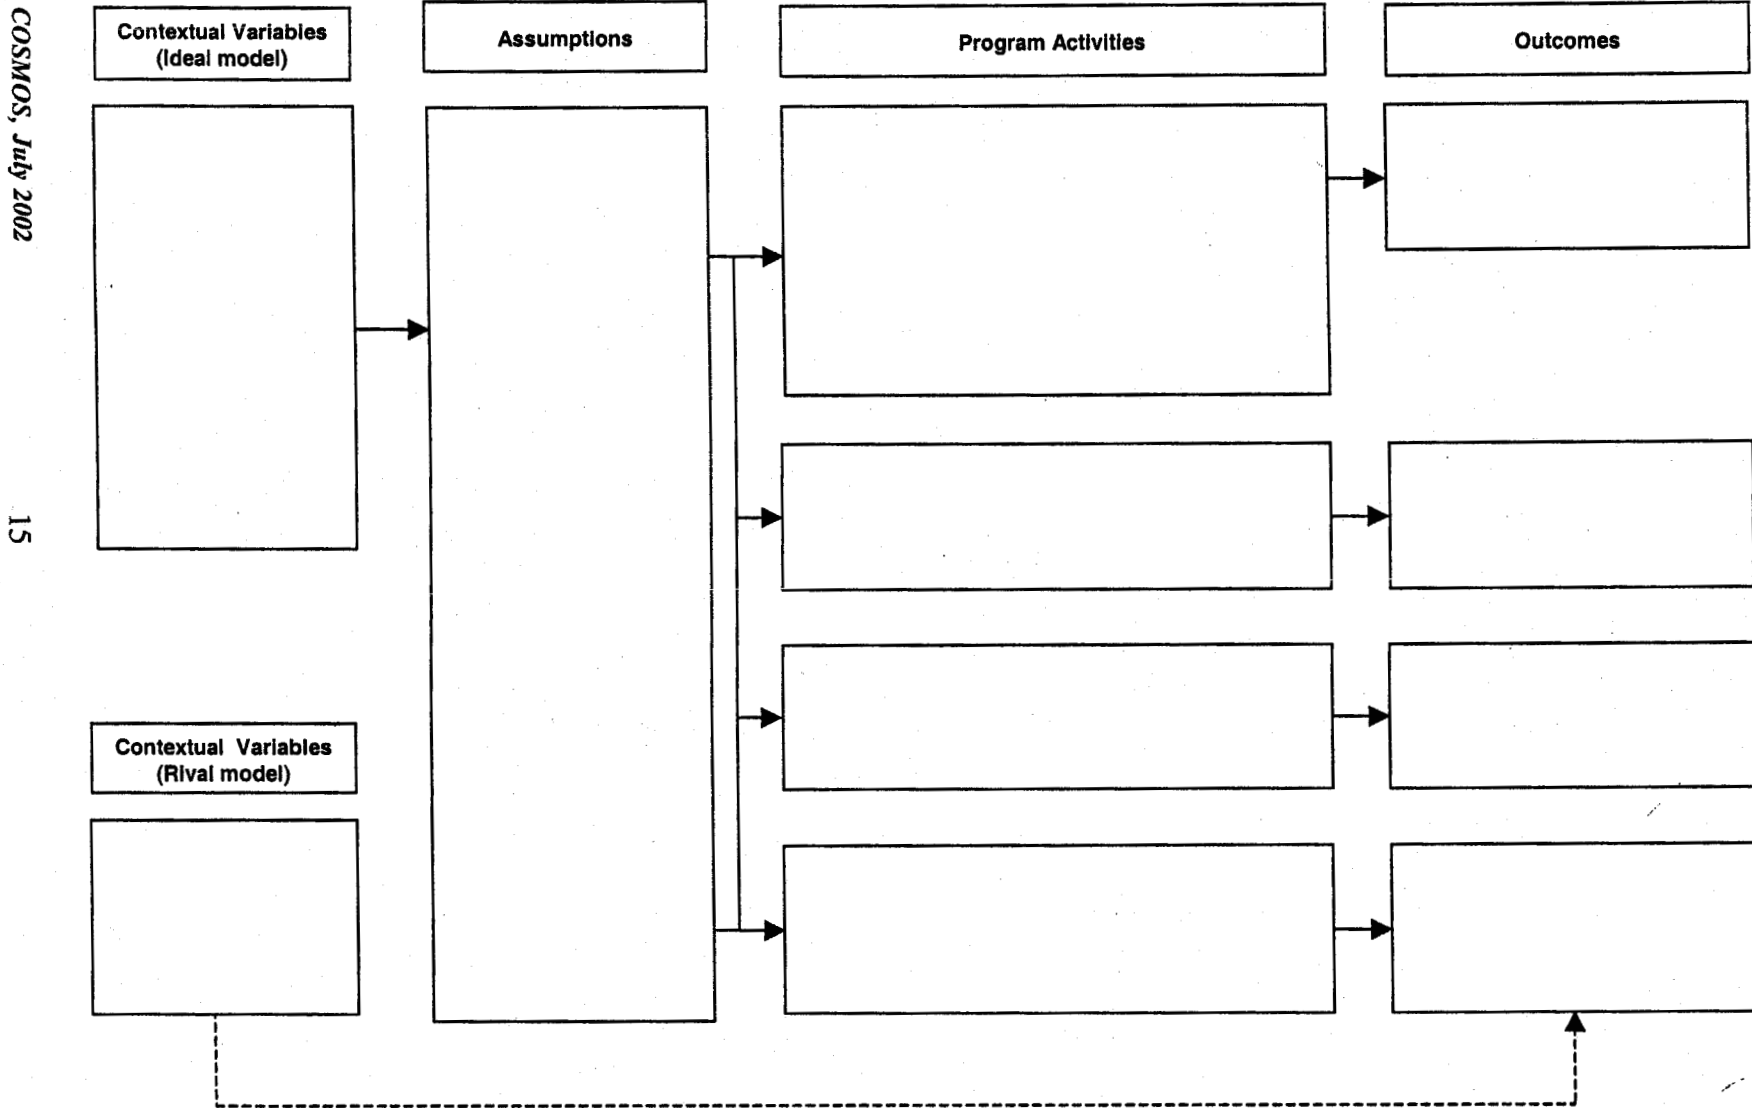 Contextual Variables
(Ideal model)
Assumptions
Program Activities
Outcomes
Contextual Variables
(Rival model)
COSMOS, July 2002
15